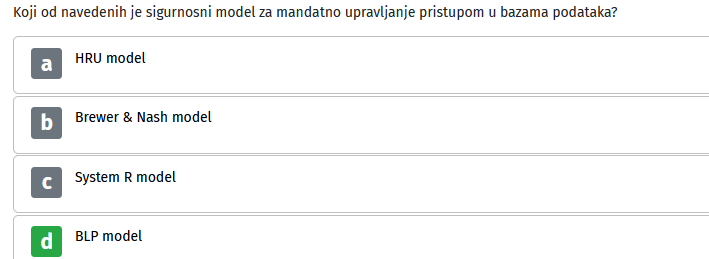 Koji od navedenih je sigurnosni model za mandatno upravljanje pristupom u bazama podataka?
a HRU model
b Brewer & Nash model
c System R model
d BLP model